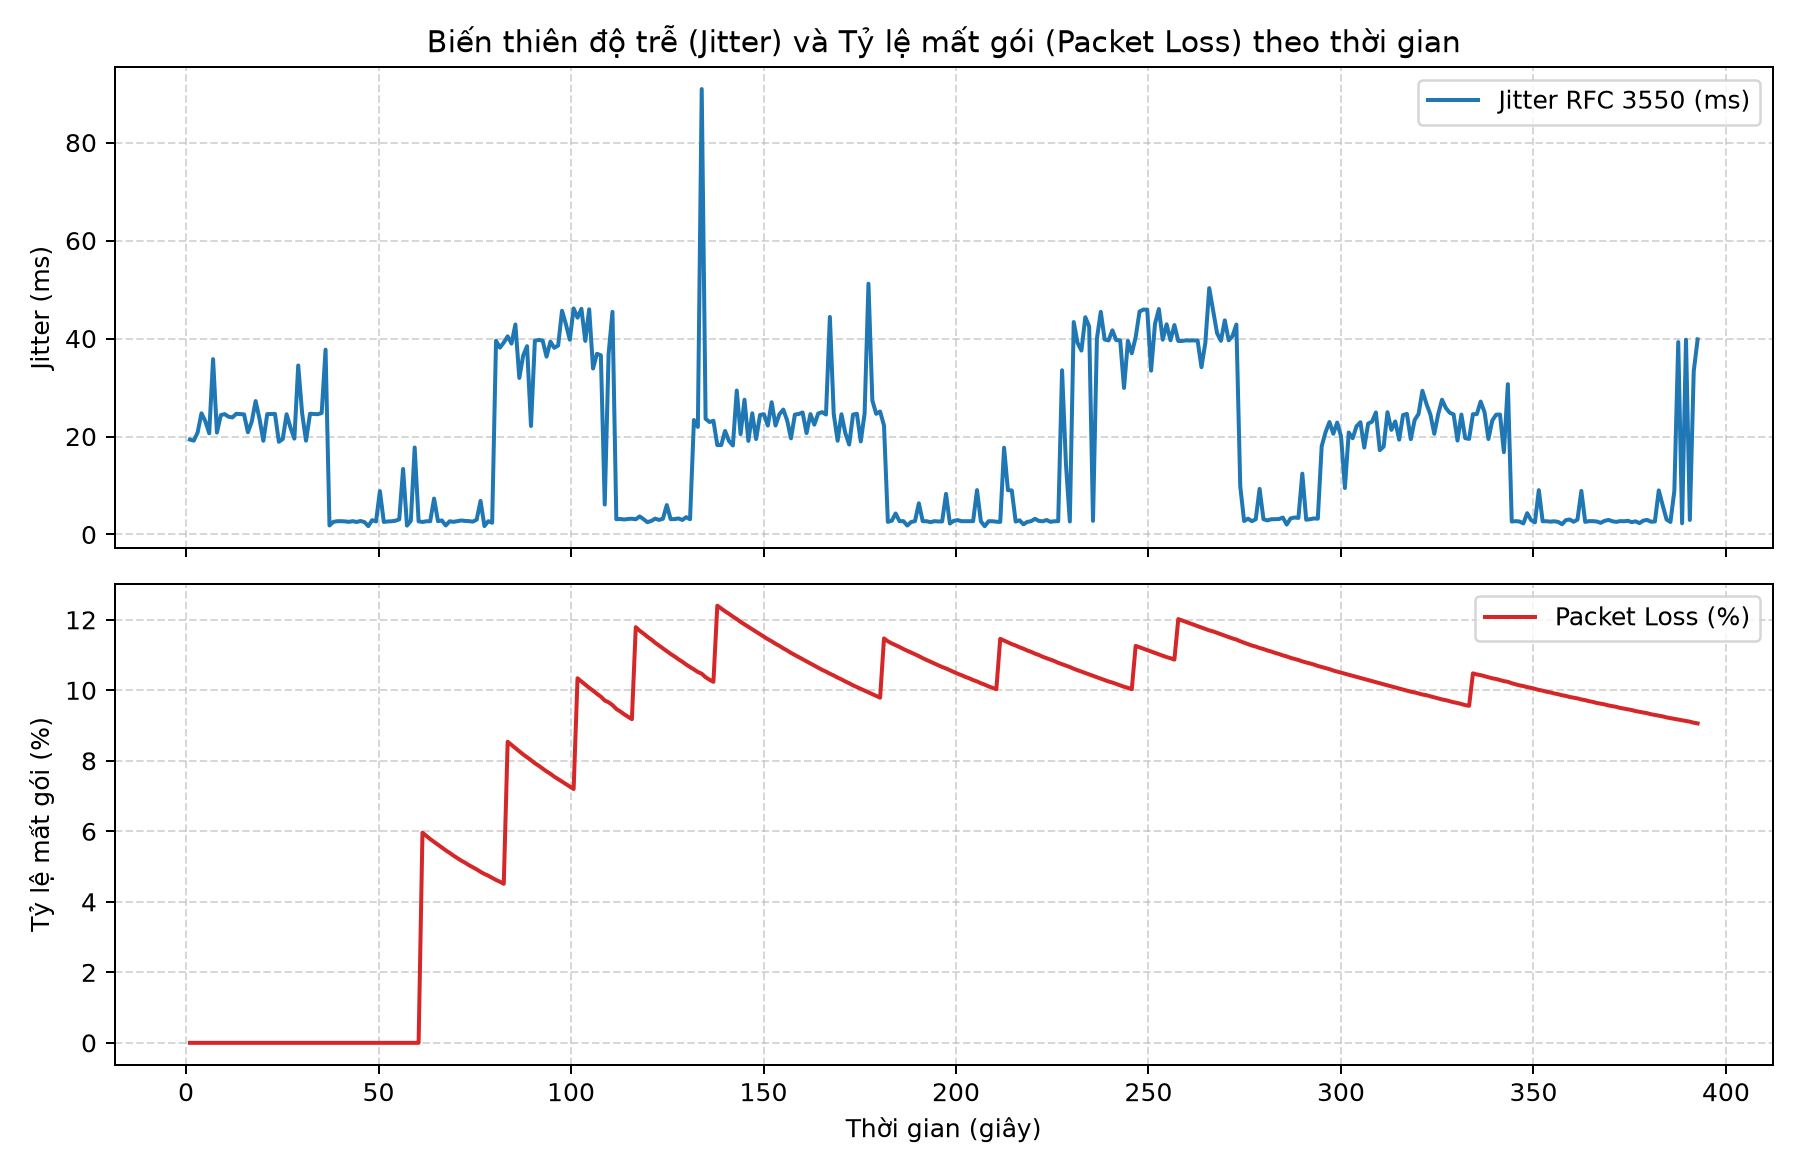 Biến thiên độ trễ (Jitter) và Tỷ lệ mất gói (Packet Loss) theo thời gian
Jitter RFC 3550 (ms)
Jitter (ms)
80
60
40
20
0
Packet Loss (%)
Tỷ lệ mất gói (%)
12
10
8
6
4
2
0
0 50 100 150 200 250 300 350 400
Thời gian (giây)